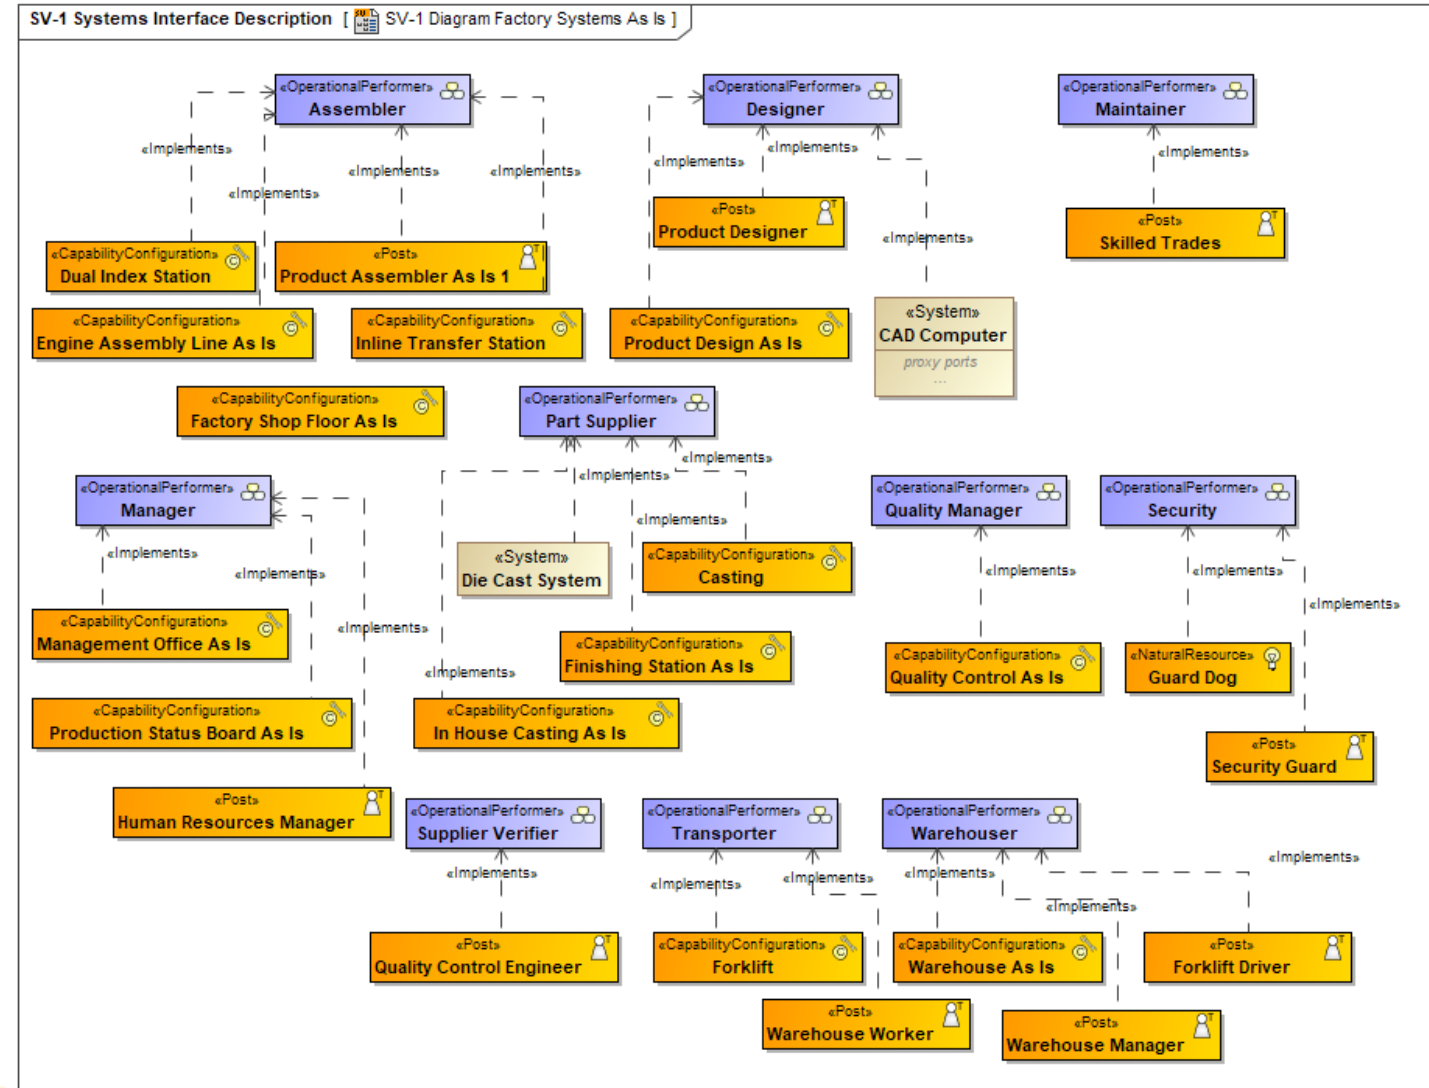 SV-1 Systems Interface Description [ SV-1 Diagram Factory Systems As Is ]
«OperationalPerformer»
Assembler
«OperationalPerformer»
Designer
«OperationalPerformer»
Maintainer
«Implements»
«Implements»
«Implements»
«Implements»
«Implements»
«Implements»
«Implements»
«Implements»
«Post»
Product Designer
«Post»
Skilled Trades
«Implements»
«CapabilityConfiguration»
Dual Index Station
«Post»
Product Assembler As Is 1
«CapabilityConfiguration»
Engine Assembly Line As Is
«CapabilityConfiguration»
Inline Transfer Station
«CapabilityConfiguration»
Product Design As Is
«System»
CAD Computer
proxy ports
...
«CapabilityConfiguration»
Factory Shop Floor As Is
«OperationalPerformer»
Part Supplier
«Implements»
«Implements»
«OperationalPerformer»
Manager
«OperationalPerformer»
Quality Manager
«OperationalPerformer»
Security
«Implements»
«Implements»
«Implements»
«System»
Die Cast System
«CapabilityConfiguration»
Casting
«Implements»
«Implements»
«Implements»
«CapabilityConfiguration»
Management Office As Is
«Implements»
«CapabilityConfiguration»
Finishing Station As Is
«CapabilityConfiguration»
Quality Control As Is
«NaturalResource»
Guard Dog
«Implements»
«CapabilityConfiguration»
Production Status Board As Is
«CapabilityConfiguration»
In House Casting As Is
«Post»
Security Guard
«Post»
Human Resources Manager
«OperationalPerformer»
Supplier Verifier
«OperationalPerformer»
Transporter
«OperationalPerformer»
Warehouser
«Implements»
«Implements»
«Implements»
«Implements»
«Implements»
«Implements»
«Post»
Quality Control Engineer
«CapabilityConfiguration»
Forklift
«CapabilityConfiguration»
Warehouse As Is
«Post»
Forklift Driver
«Post»
Warehouse Worker
«Post»
Warehouse Manager